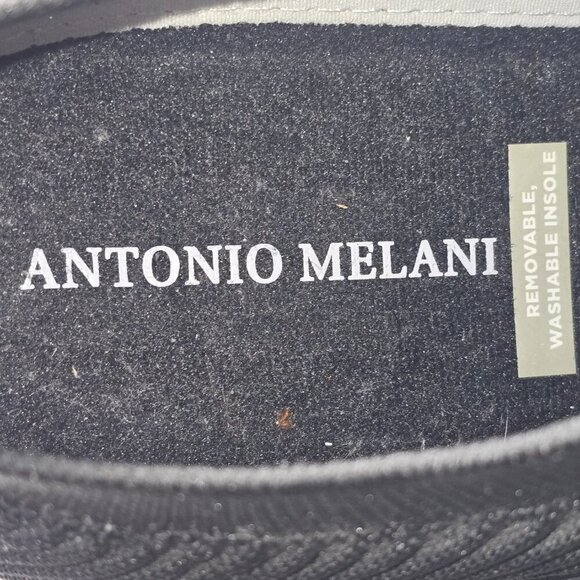 ANTONIO MELANI
REMOVABLE,
WASHABLE INSOLE